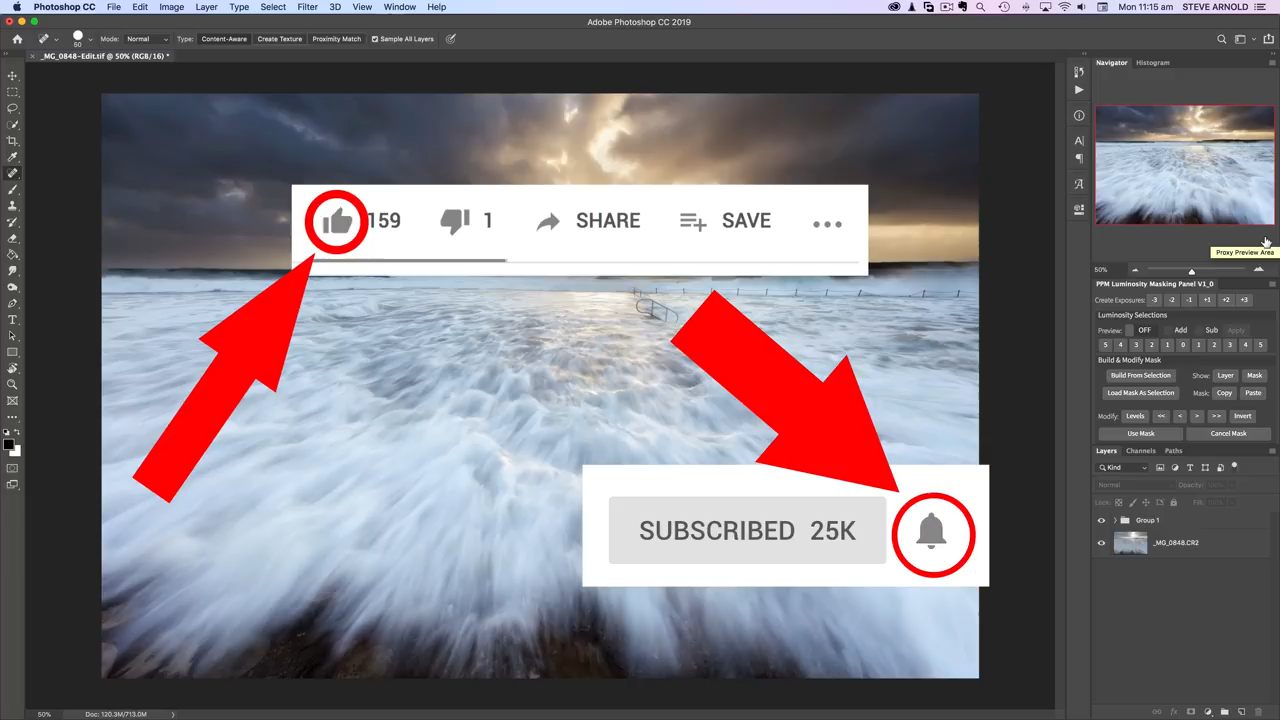 Photoshop CC File Edit Image Layer Type Select Filter 3D View Window Help Mon 11:15 am STEVE ARNOLD
Adobe Photoshop CC 2019
50 Mode: Normal Type: Content-Aware Create Texture Proximity Match Sample All Layers
_MG_0848-Edit.tif @ 50% (RGB/16) *
Navigator Histogram
159 1 SHARE SAVE
Proxy Preview Area
50%
PPM Luminosity Masking Panel V1_0
Create Exposures: -3 -2 -1 +1 +2 +3
Luminosity Selections
Preview: OFF Add Sub Apply
5 4 3 2 1 0 1 2 3 4 5
Build & Modify Mask
Build From Selection Show: Layer Mask
Load Mask As Selection Mask: Copy Paste
Modify: Levels << < > >> Invert
Use Mask Cancel Mask
Layers Channels Paths
Kind
Normal Opacity: 100%
Lock: Fill: 100%
Group 1
_MG_0848.CR2
SUBSCRIBED 25K
50% Doc: 120.3M/713.0M